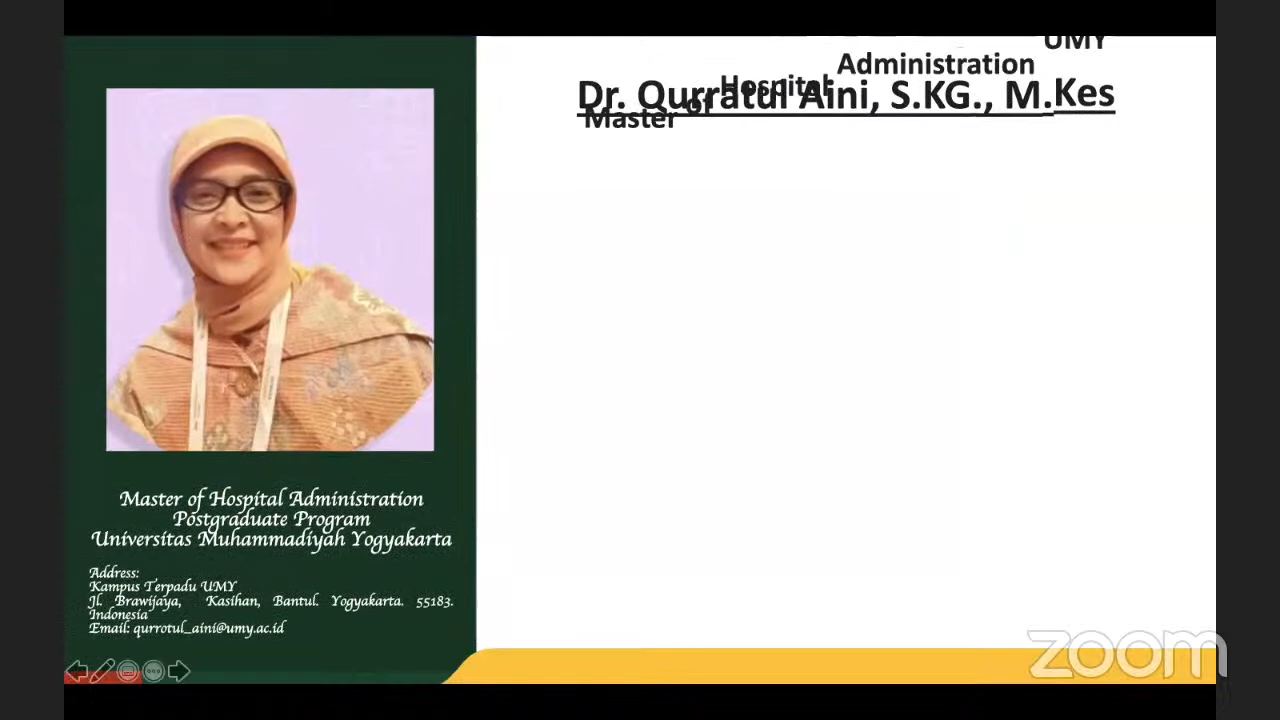 Dr. Qurratul Aini, S.KG., M.Kes
Master of Hospital Administration UMY
Master of Hospital Administration
Postgraduate Program
Universitas Muhammadiyah Yogyakarta
Address:
Kampus Terpadu UMY
Jl. Brawijaya, Kasihan, Bantul. Yogyakarta. 55183.
Indonesia
Email: qurrotul_aini@umy.ac.id
zoom